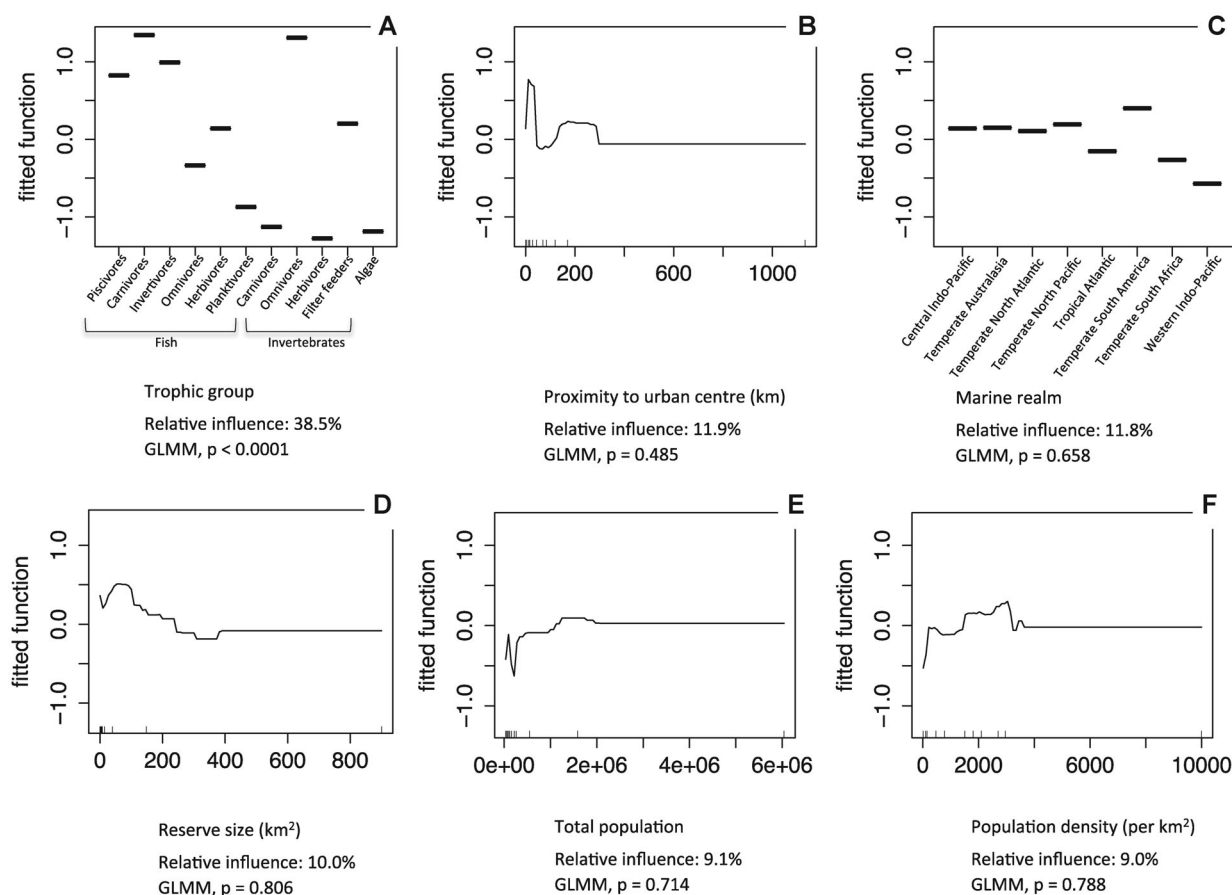 A
fitted function
1.0
0.0
−1.0
Piscivores
Carnivores
Invertivores
Omnivores
Herbivores
Planktivores
Carnivores
Omnivores
Herbivores
Filter feeders
Algae
Fish
Invertebrates
Trophic group
Relative influence: 38.5%
GLMM, p < 0.0001
B
fitted function
1.0
0.0
−1.0
0 200 600 1000
Proximity to urban centre (km)
Relative influence: 11.9%
GLMM, p = 0.485
C
fitted function
1.0
0.0
−1.0
Central Indo-Pacific
Temperate Australasia
Temperate North Atlantic
Temperate North Pacific
Tropical Atlantic
Temperate South America
Temperate South Africa
Western Indo-Pacific
Marine realm
Relative influence: 11.8%
GLMM, p = 0.658
D
fitted function
1.0
0.0
−1.0
0 200 400 600 800
Reserve size (km²)
Relative influence: 10.0%
GLMM, p = 0.806
E
fitted function
1.0
0.0
−1.0
0e+00 2e+06 4e+06 6e+06
Total population
Relative influence: 9.1%
GLMM, p = 0.714
F
fitted function
1.0
0.0
−1.0
0 2000 6000 10000
Population density (per km²)
Relative influence: 9.0%
GLMM, p = 0.788